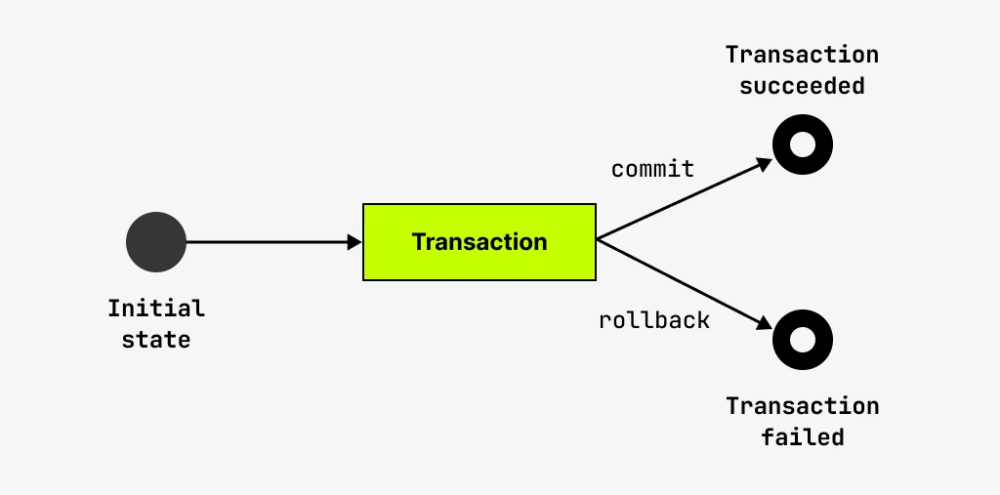 Transaction
succeeded
commit
Transaction
Initial
state
rollback
Transaction
failed